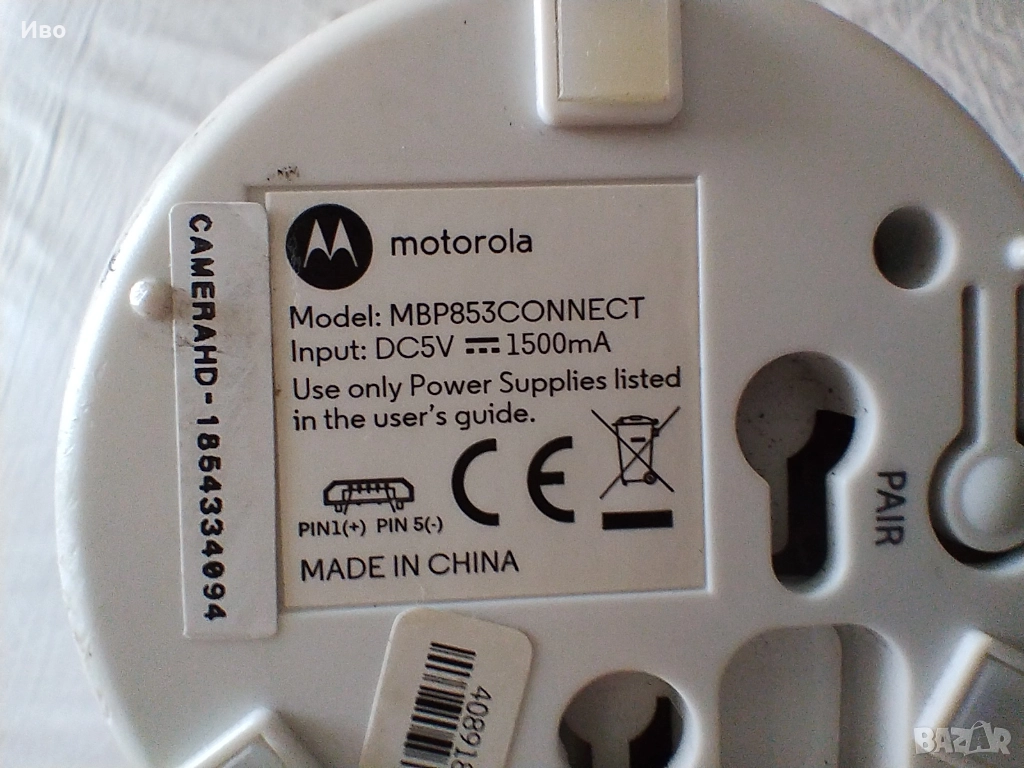 Иво
CAMERAHD-1864334094
motorola
Model: MBP853CONNECT
Input: DC5V ⎓ 1500mA
Use only Power Supplies listed
in the user's guide.
CE
PIN1(+) PIN 5(-)
MADE IN CHINA
PAIR
BAZAR